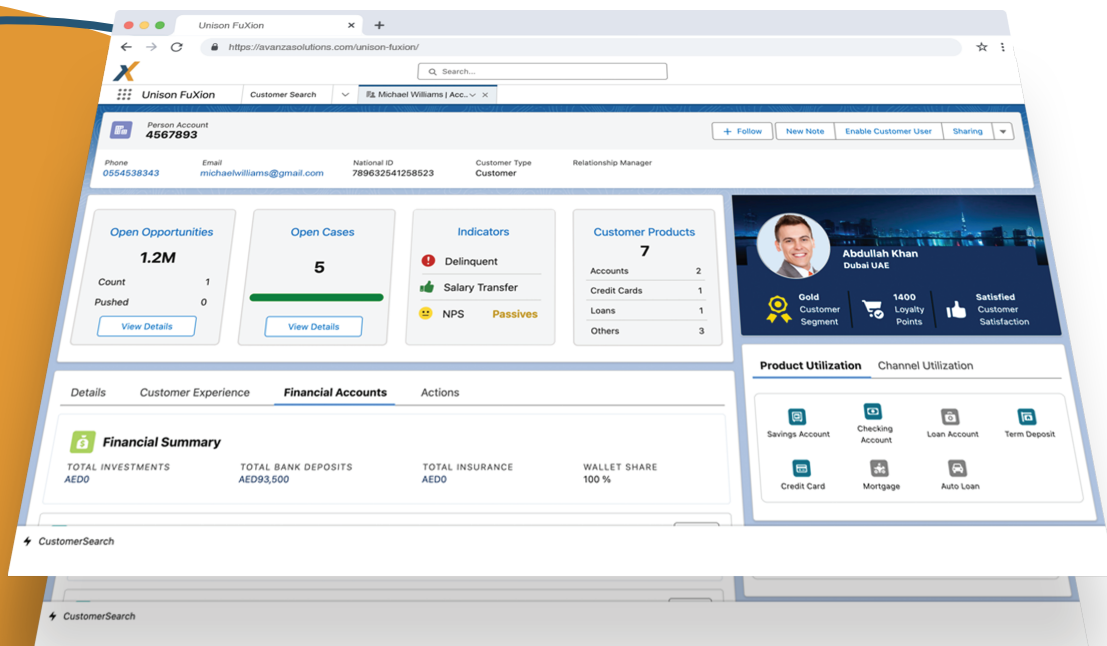 Unison FuXion
https://avanzasolutions.com/unison-fuxion/
Search...
Unison FuXion Customer Search Michael Williams | Acc..
Person Account
4567893
+ Follow New Note Enable Customer User Sharing
Phone Email National ID Customer Type Relationship Manager
0554538343 michaelwilliams@gmail.com 789632541258523 Customer
Open Opportunities
1.2M
Count 1
Pushed 0
View Details
Open Cases
5
View Details
Indicators
Delinquent
Salary Transfer
NPS Passives
Customer Products
7
Accounts 2
Credit Cards 1
Loans 1
Others 3
Abdullah Khan
Dubai UAE
Gold
Customer
Segment
1400
Loyalty
Points
Satisfied
Customer
Satisfaction
Details Customer Experience Financial Accounts Actions
Financial Summary
TOTAL INVESTMENTS TOTAL BANK DEPOSITS TOTAL INSURANCE WALLET SHARE
AED0 AED93,500 AED0 100 %
Product Utilization Channel Utilization
Savings Account
Checking
Account
Loan Account
Term Deposit
Credit Card
Mortgage
Auto Loan
CustomerSearch
CustomerSearch